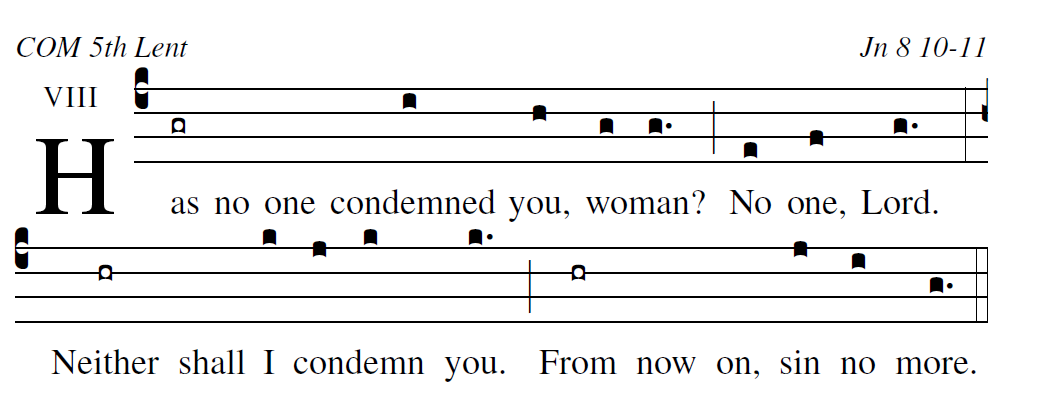 COM 5th Lent Jn 8 10-11
VIII
Has no one condemned you, woman? No one, Lord.
Neither shall I condemn you. From now on, sin no more.